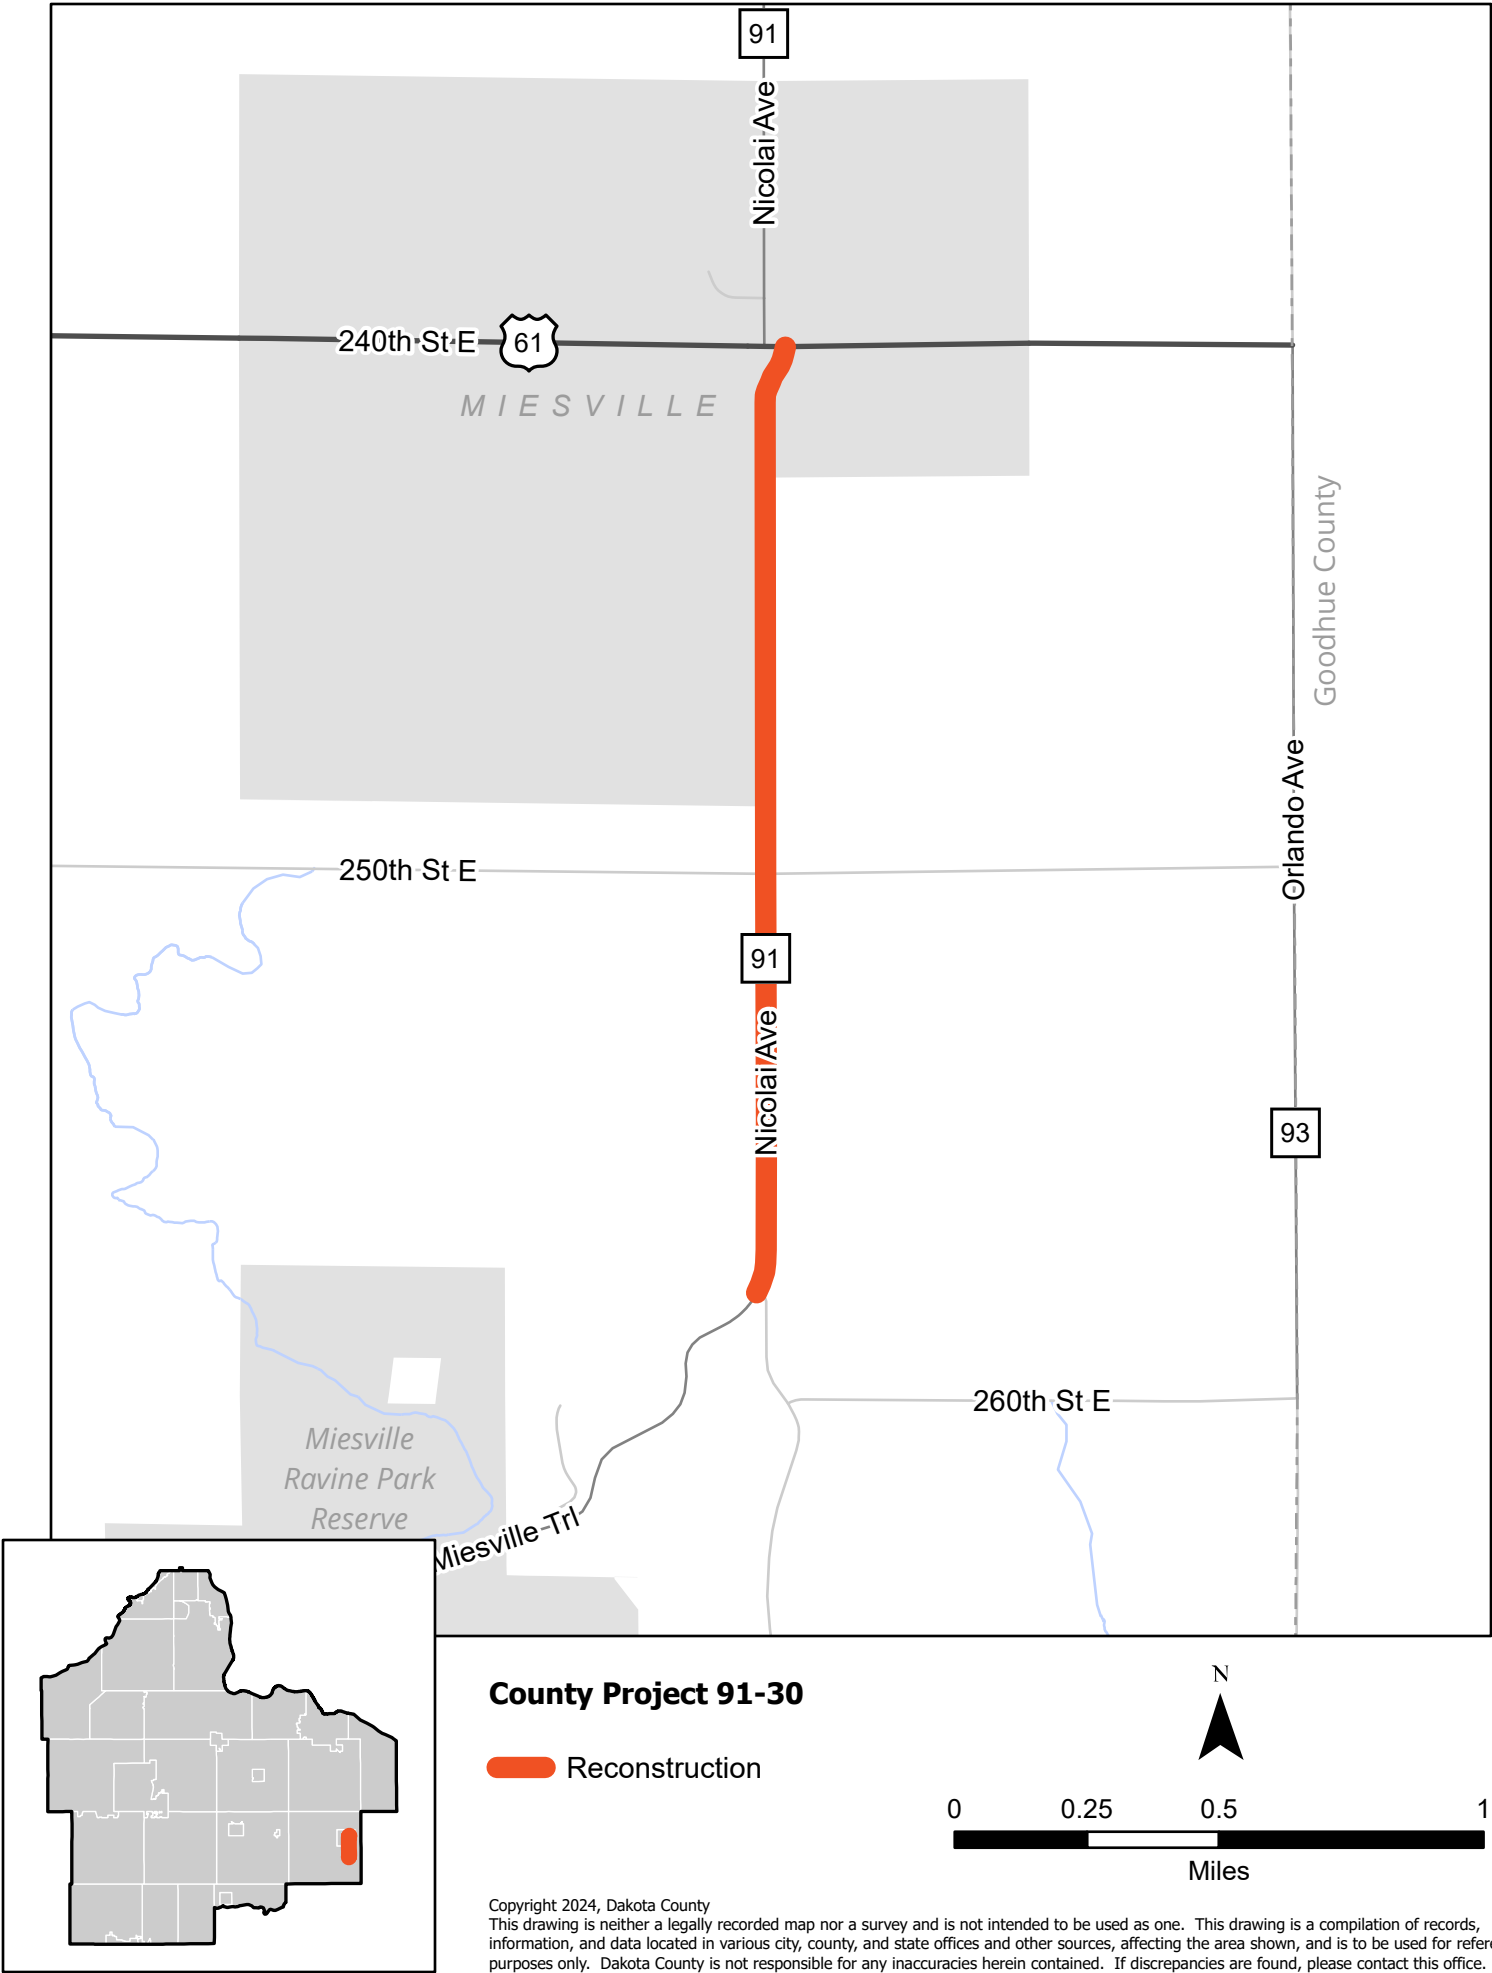 91
Nicolai Ave
240th St E
61
MIESVILLE
Goodhue County
Orlando Ave
250th St E
91
Nicolai Ave
93
260th St E
Miesville
Ravine Park
Reserve
Miesville Trl
County Project 91-30
Reconstruction
N
0 0.25 0.5 1
Miles
Copyright 2024, Dakota County
This drawing is neither a legally recorded map nor a survey and is not intended to be used as one. This drawing is a compilation of records,
information, and data located in various city, county, and state offices and other sources, affecting the area shown, and is to be used for refere
purposes only. Dakota County is not responsible for any inaccuracies herein contained. If discrepancies are found, please contact this office.